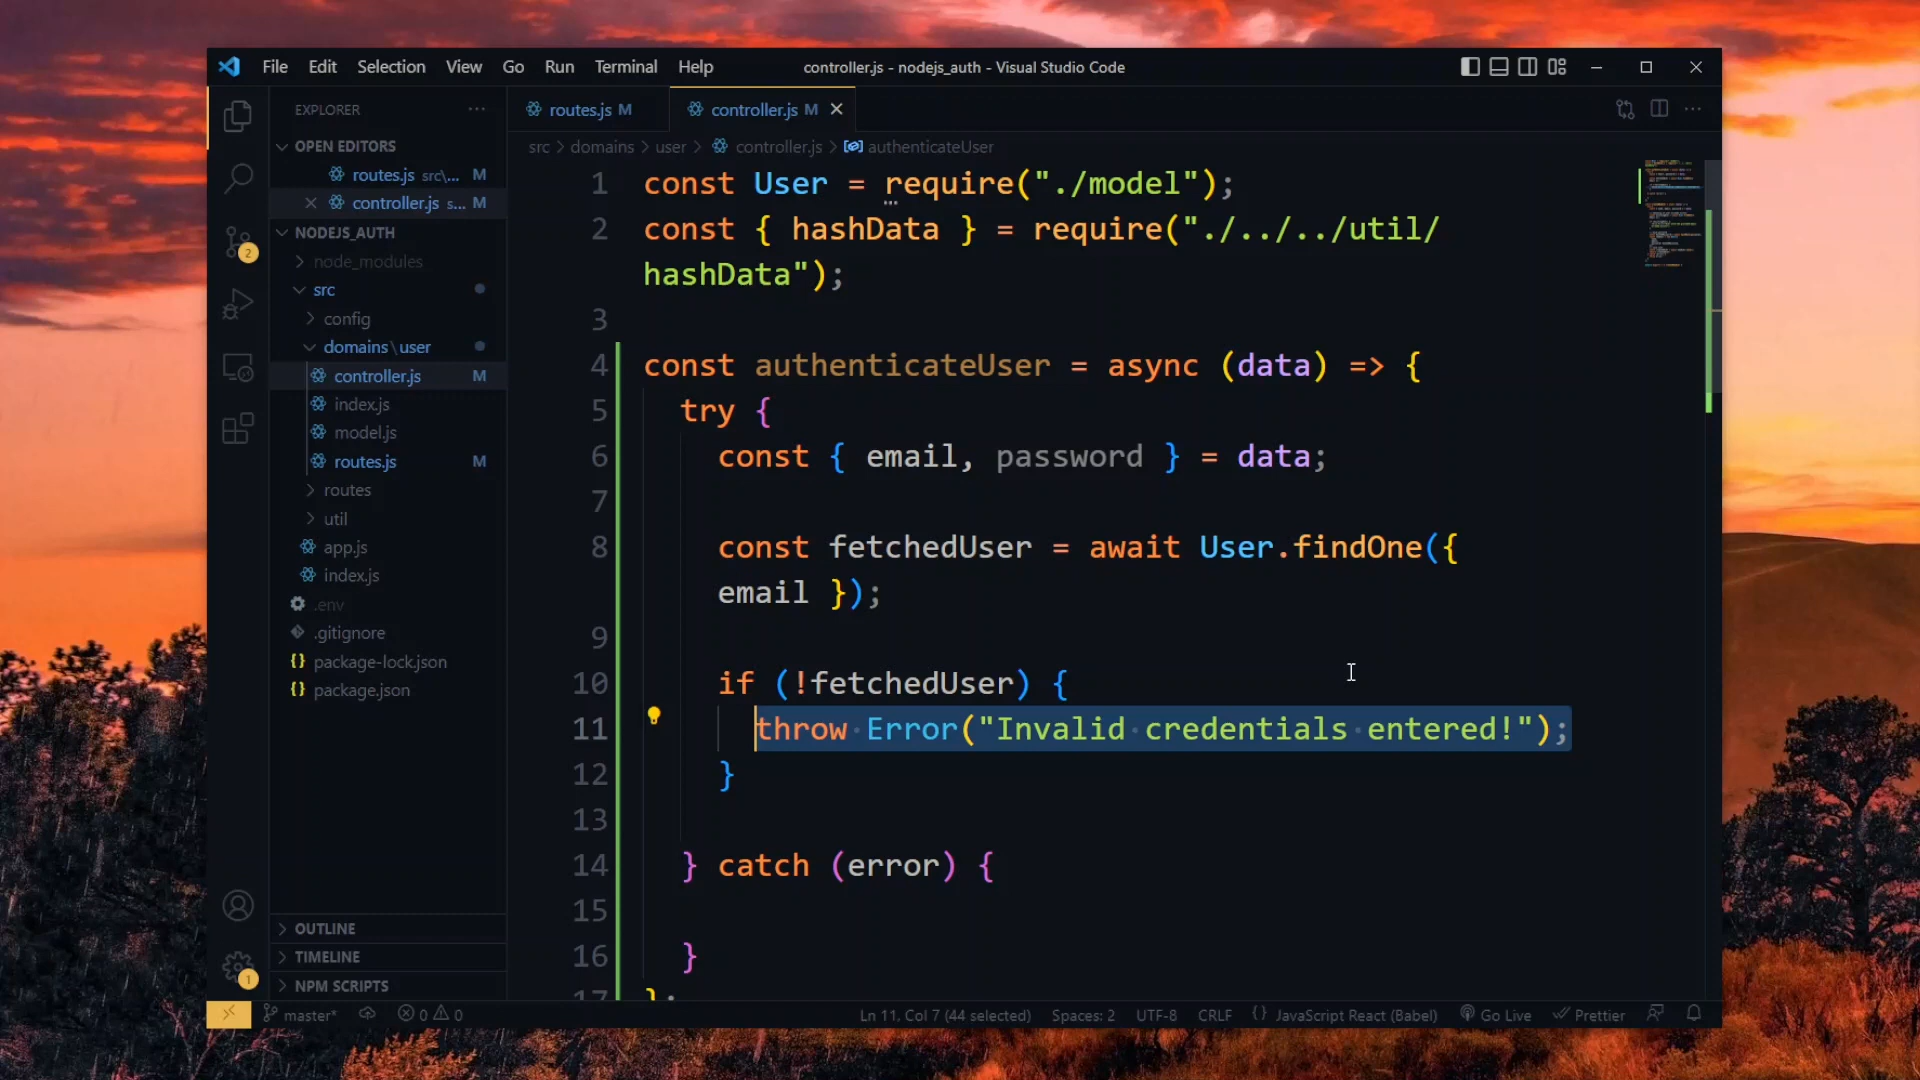 File Edit Selection View Go Run Terminal Help controller.js - nodejs_auth - Visual Studio Code
EXPLORER
OPEN EDITORS
routes.js src\... M
controller.js s... M
NODEJS_AUTH
node_modules
src
config
domains\user
controller.js M
index.js
model.js
routes.js M
routes
util
app.js
index.js
.env
.gitignore
package-lock.json
package.json
OUTLINE
TIMELINE
NPM SCRIPTS
2
1
routes.js M controller.js M
src > domains > user > controller.js > authenticateUser
1 const User = require("./model");
2 const { hashData } = require("./../../util/
hashData");
3
4 const authenticateUser = async (data) => {
5 try {
6 const { email, password } = data;
7
8 const fetchedUser = await User.findOne({
email });
9
10 if (!fetchedUser) {
11 throw Error("Invalid credentials entered!");
12 }
13
14 } catch (error) {
15
16 }
17 };
master* 0 0 Ln 11, Col 7 (44 selected) Spaces: 2 UTF-8 CRLF {} JavaScript React (Babel) Go Live Prettier